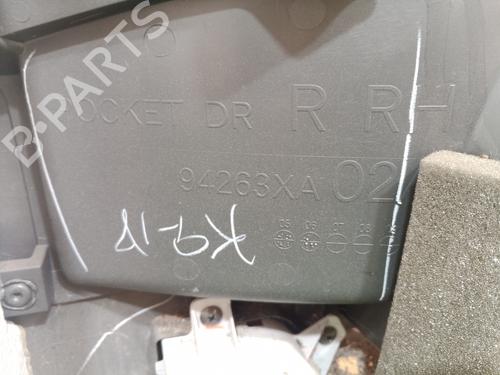 B-PARTS
OCKET DR R RH
94263XA 02